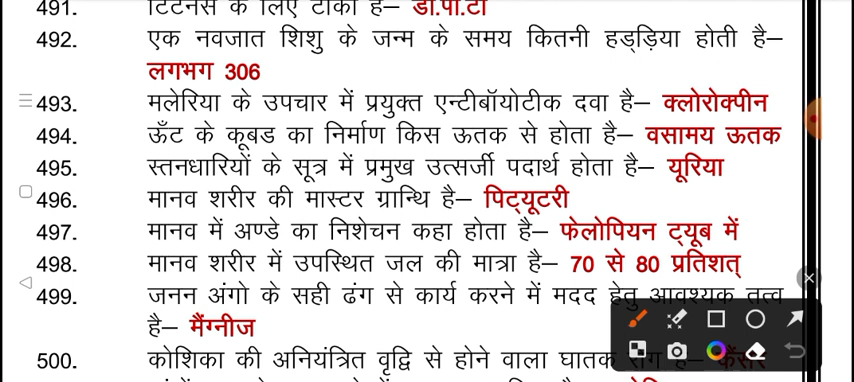 491. टिटनेस के लिए टीका है– डी.पी.टी
492. एक नवजात शिशु के जन्म के समय कितनी हड्ड़िया होती है–
लगभग 306
493. मलेरिया के उपचार में प्रयुक्त एन्टीबॉयोटीक दवा है– क्लोरोक्पीन
494. ऊँट के कूबड का निर्माण किस ऊतक से होता है– वसामय ऊतक
495. स्तनधारियों के सूत्र में प्रमुख उत्सर्जी पदार्थ होता है– यूरिया
496. मानव शरीर की मास्टर ग्रान्थि है– पिट्यूटरी
497. मानव में अण्डे का निशेचन कहा होता है– फेलोपियन ट्यूब में
498. मानव शरीर में उपस्थित जल की मात्रा है– 70 से 80 प्रतिशत्
499. जनन अंगो के सही ढंग से कार्य करने में मदद हेतु आवश्यक तत्व
है– मैंग्नीज
500. कोशिका की अनियंत्रित वृद्वि से होने वाला घातक रोग है– कैंसर